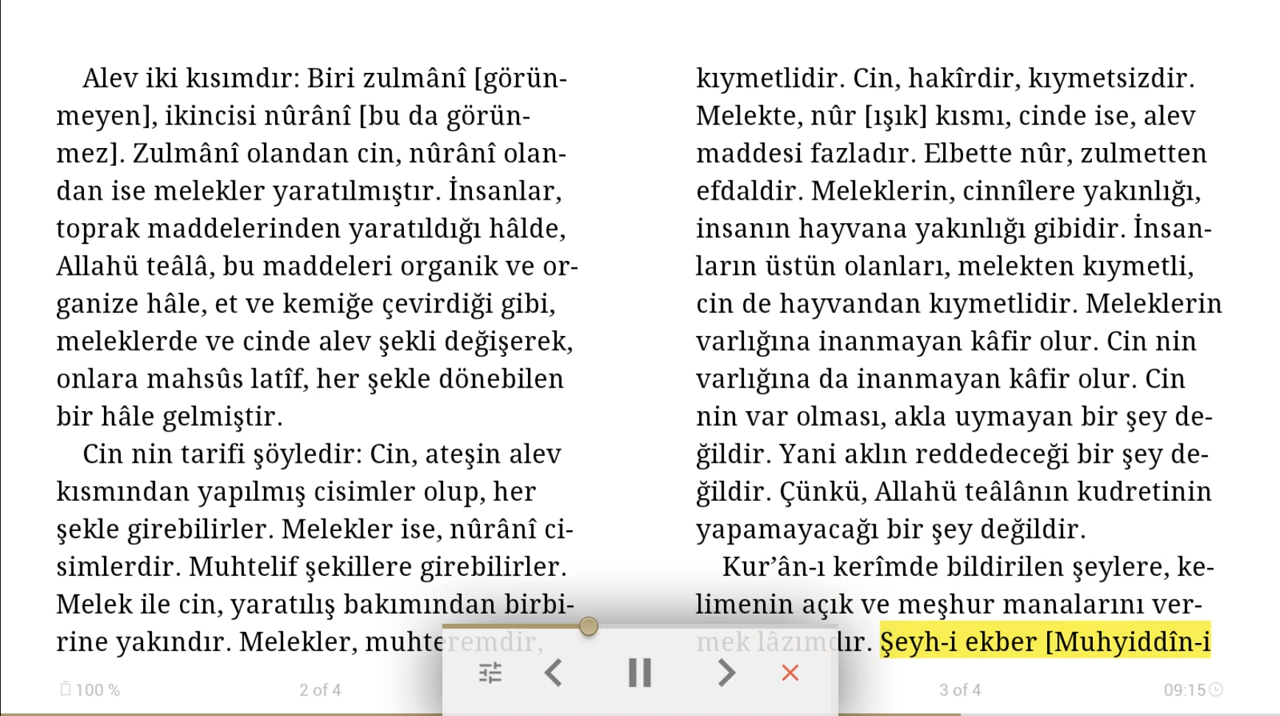 Alev iki kısımdır: Biri zulmânî [görün-
meyen], ikincisi nûrânî [bu da görün-
mez]. Zulmânî olandan cin, nûrânî olan-
dan ise melekler yaratılmıştır. İnsanlar,
toprak maddelerinden yaratıldığı hâlde,
Allahü teâlâ, bu maddeleri organik ve or-
ganize hâle, et ve kemiğe çevirdiği gibi,
meleklerde ve cinde alev şekli değişerek,
onlara mahsûs latîf, her şekle dönebilen
bir hâle gelmiştir.
Cin nin tarifi şöyledir: Cin, ateşin alev
kısmından yapılmış cisimler olup, her
şekle girebilirler. Melekler ise, nûrânî ci-
simlerdir. Muhtelif şekillere girebilirler.
Melek ile cin, yaratılış bakımından birbi-
rine yakındır. Melekler, muhteremdir,
kıymetlidir. Cin, hakîrdir, kıymetsizdir.
Melekte, nûr [ışık] kısmı, cinde ise, alev
maddesi fazladır. Elbette nûr, zulmetten
efdaldir. Meleklerin, cinnîlere yakınlığı,
insanın hayvana yakınlığı gibidir. İnsan-
ların üstün olanları, melekten kıymetli,
cin de hayvandan kıymetlidir. Meleklerin
varlığına inanmayan kâfir olur. Cin nin
varlığına da inanmayan kâfir olur. Cin
nin var olması, akla uymayan bir şey de-
ğildir. Yani aklın reddedeceği bir şey de-
ğildir. Çünkü, Allahü teâlânın kudretinin
yapamayacağı bir şey değildir.
Kur’ân-ı kerîmde bildirilen şeylere, ke-
limenin açık ve meşhur manalarını ver-
mek lâzımdır. Şeyh-i ekber [Muhyiddîn-i
100 %
2 of 4
3 of 4
09:15